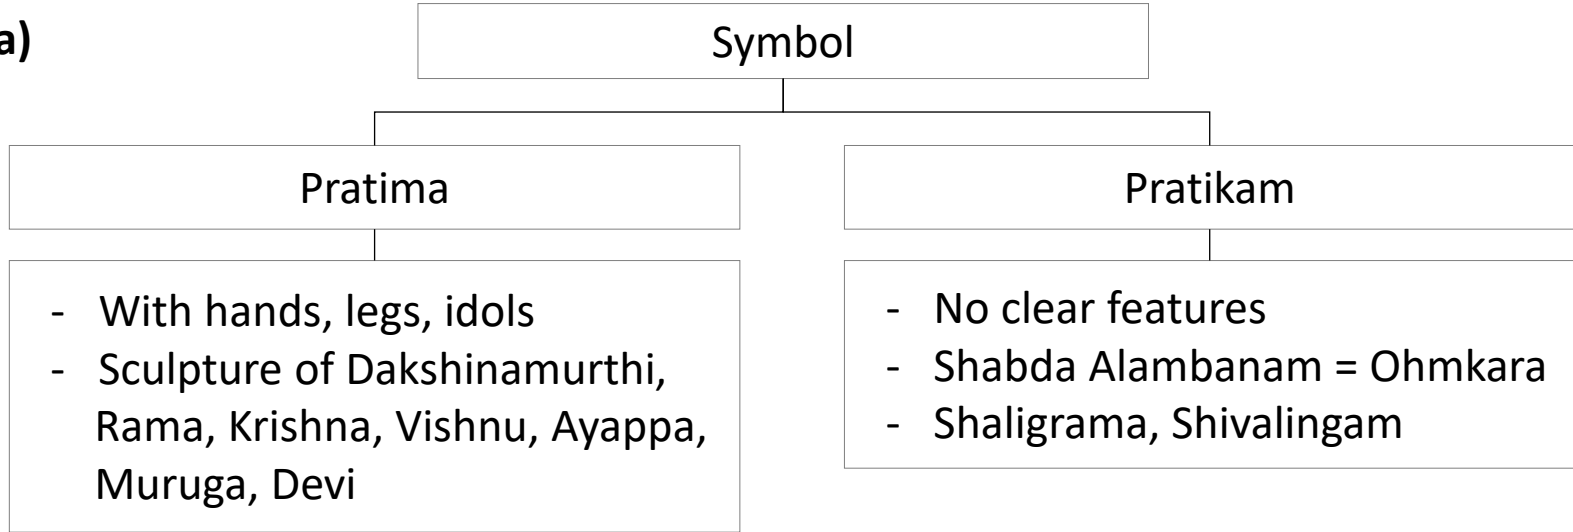 a)
Symbol
Pratima
Pratikam
- With hands, legs, idols
- Sculpture of Dakshinamurthi,
Rama, Krishna, Vishnu, Ayappa,
Muruga, Devi
- No clear features
- Shabda Alambanam = Ohmkara
- Shaligrama, Shivalingam